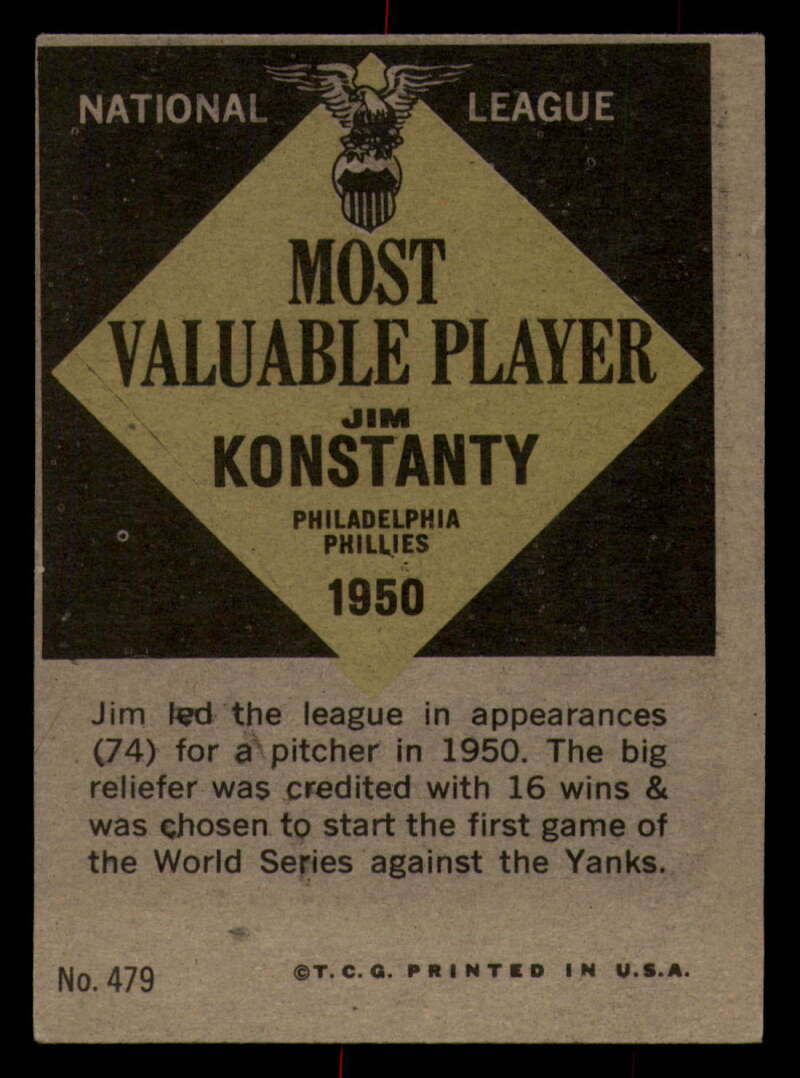 NATIONAL LEAGUE
MOST
VALUABLE PLAYER
JIM
KONSTANTY
PHILADELPHIA
PHILLIES
1950
Jim led the league in appearances
(74) for a pitcher in 1950. The big
reliefer was credited with 16 wins &
was chosen to start the first game of
the World Series against the Yanks.
No. 479 ©T.C.G. PRINTED IN U.S.A.